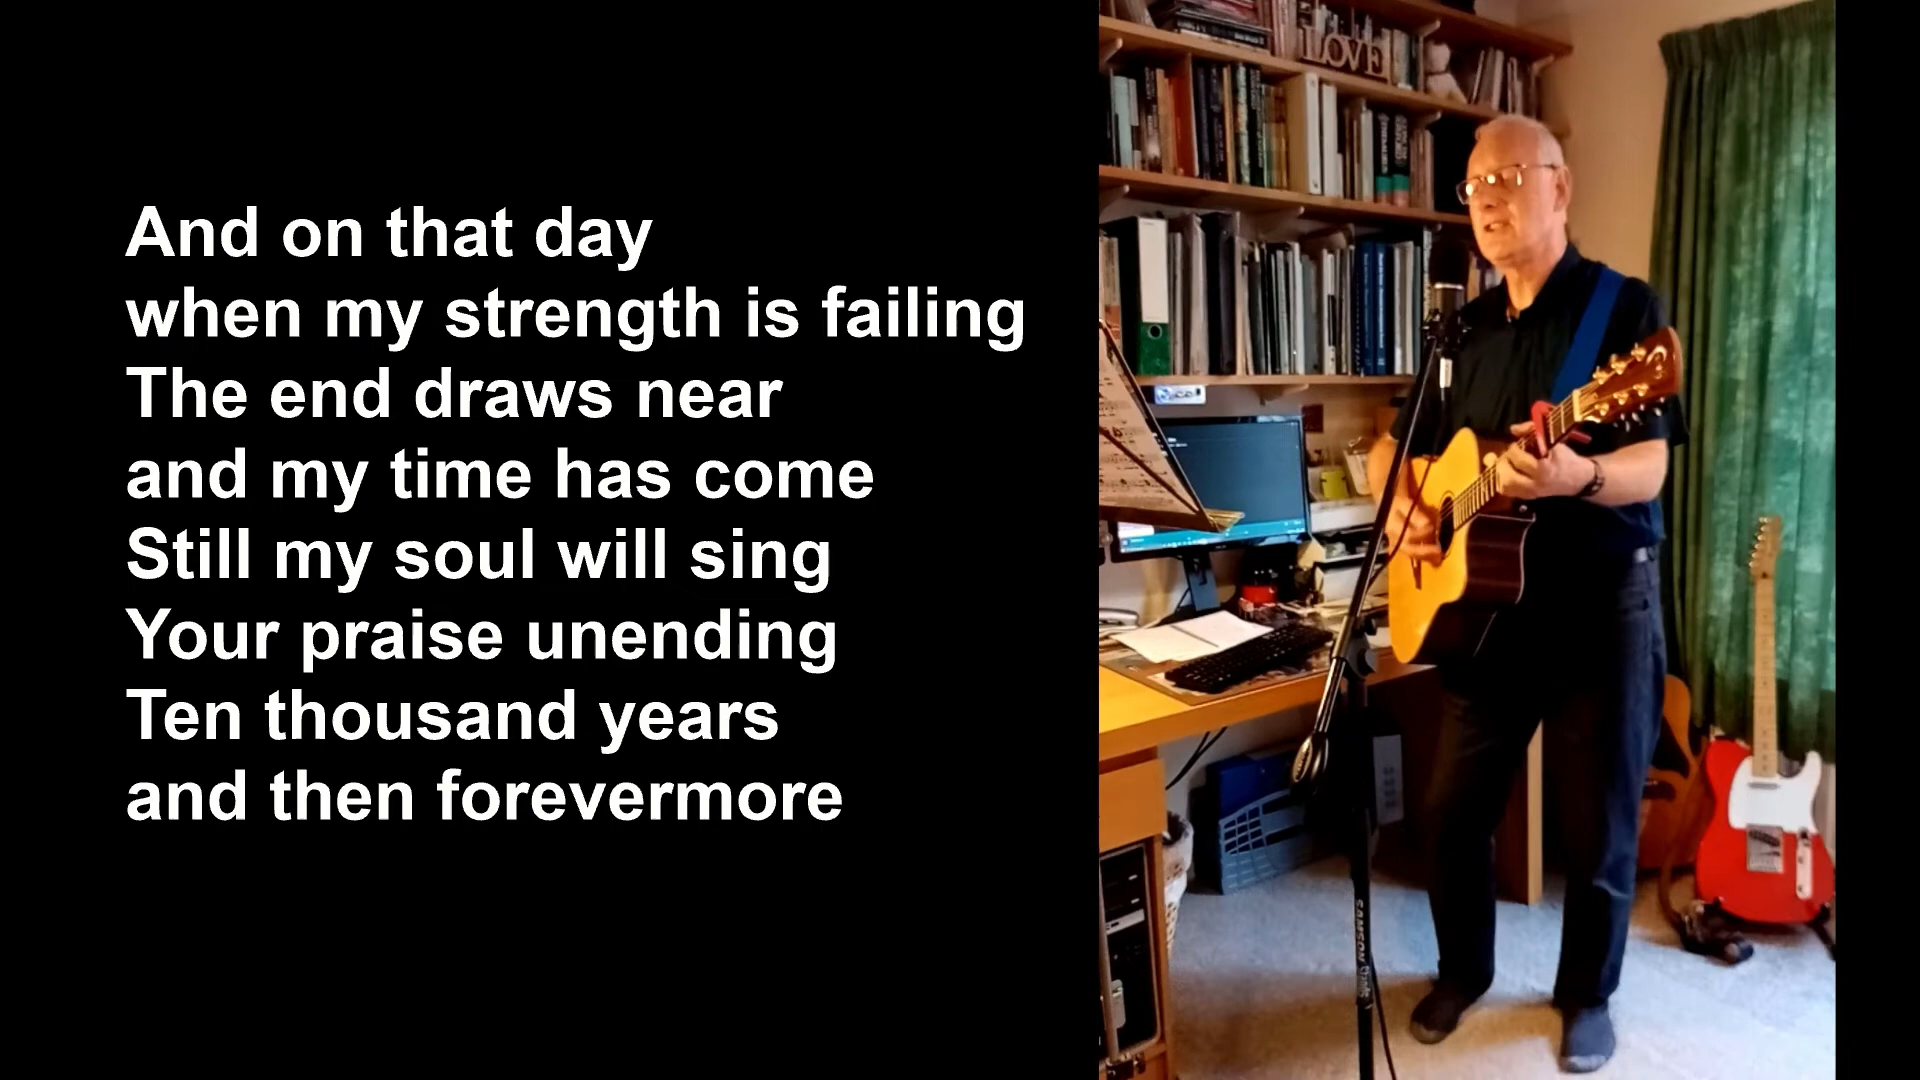 And on that day
when my strength is failing
The end draws near
and my time has come
Still my soul will sing
Your praise unending
Ten thousand years
and then forevermore
LOVE
SAMSON